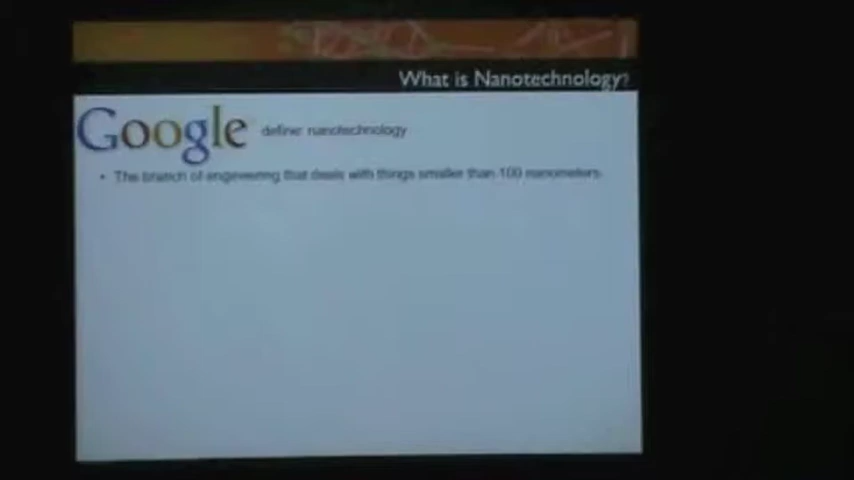 What is Nanotechnology?
Google define: nanotechnology
• The branch of engineering that deals with things smaller than 100 nanometers.